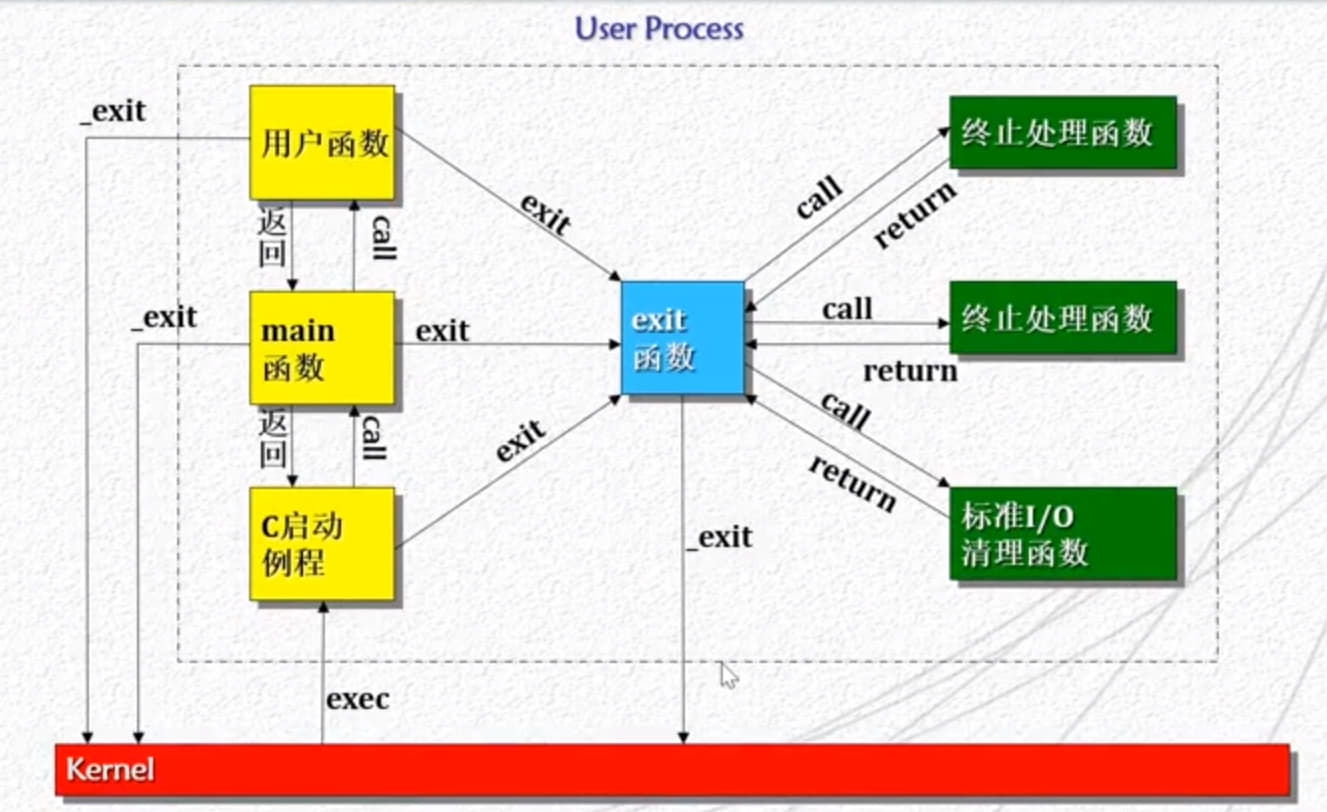 User Process
_exit
用户函数
终止处理函数
exit
call
return
返
回
call
_exit
main
函数
exit
exit
函数
call
终止处理函数
return
返
回
call
exit
call
return
C启动
例程
_exit
标准I/O
清理函数
exec
Kernel